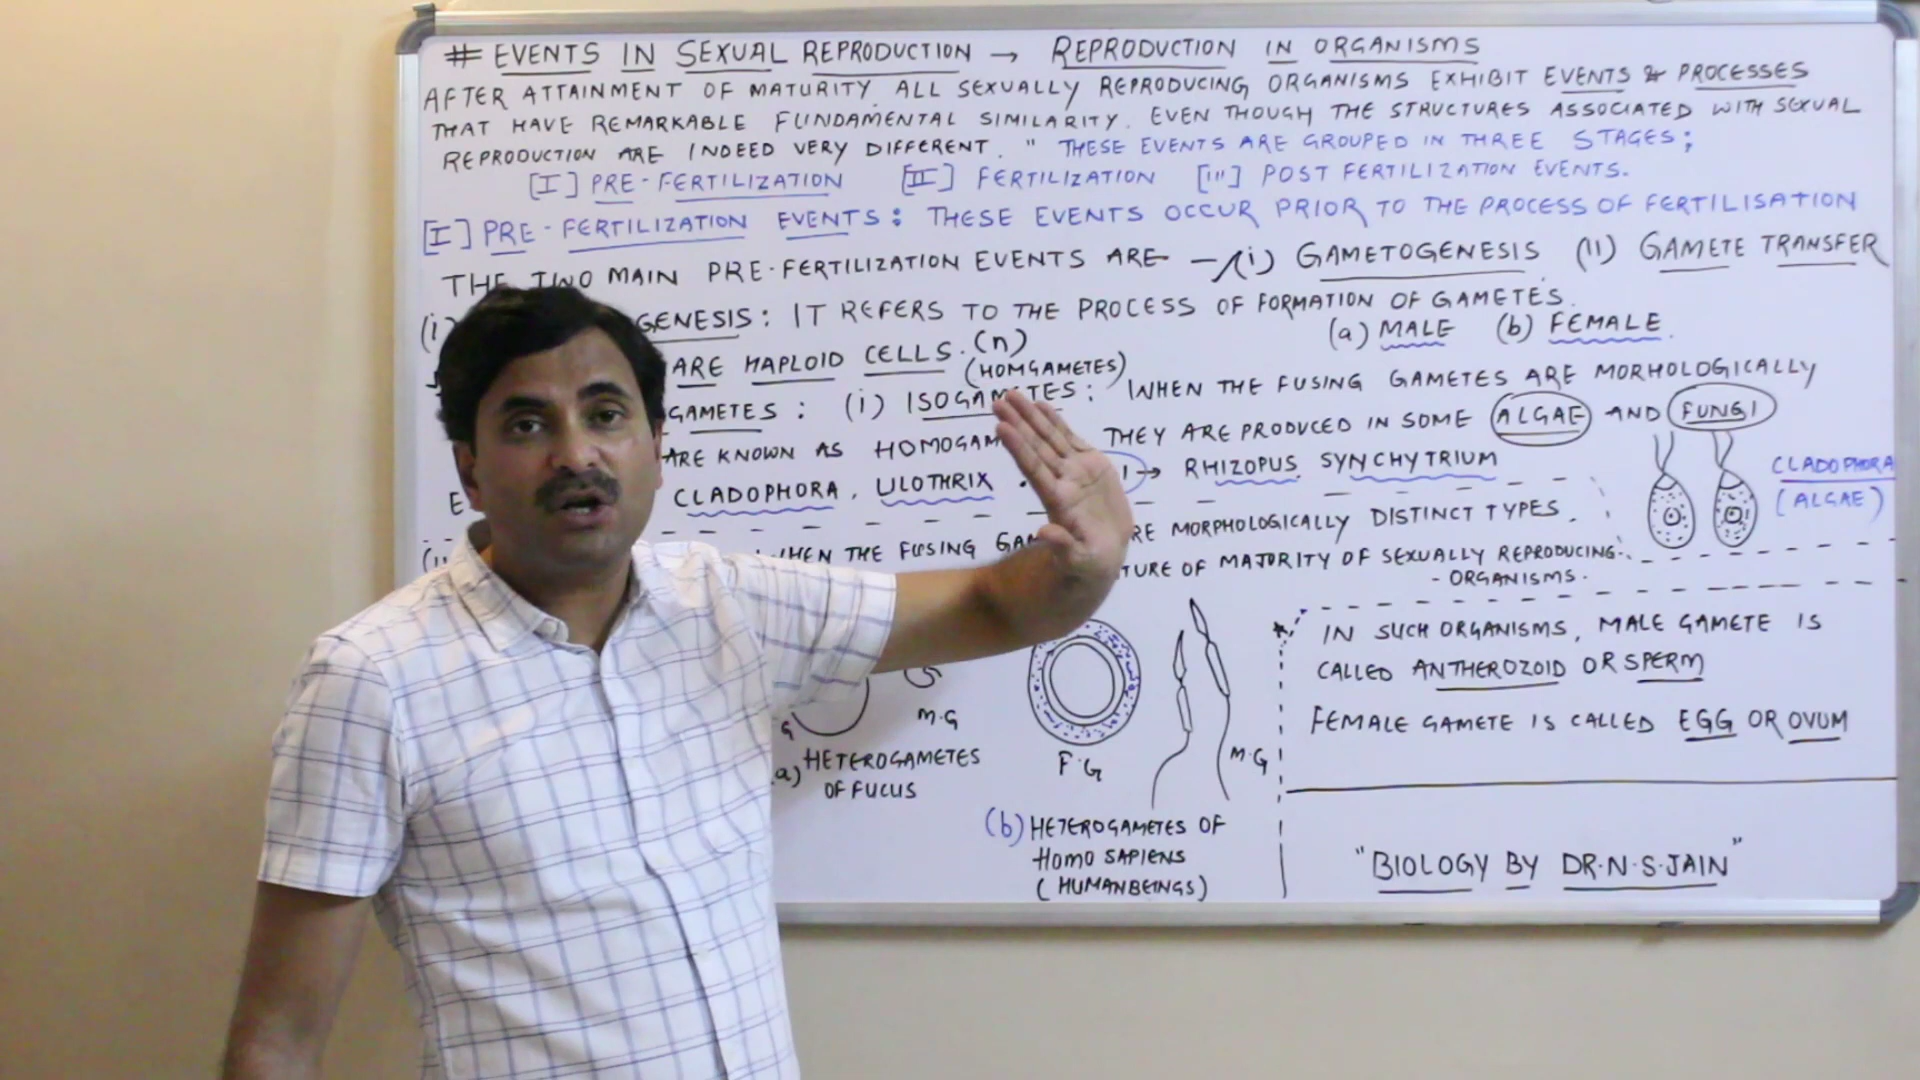 # EVENTS IN SEXUAL REPRODUCTION → REPRODUCTION IN ORGANISMS
AFTER ATTAINMENT OF MATURITY ALL SEXUALLY REPRODUCING ORGANISMS EXHIBIT EVENTS & PROCESSES
THAT HAVE REMARKABLE FUNDAMENTAL SIMILARITY. EVEN THOUGH THE STRUCTURES ASSOCIATED WITH SEXUAL
REPRODUCTION ARE INDEED VERY DIFFERENT. " THESE EVENTS ARE GROUPED IN THREE STAGES;
[I] PRE-FERTILIZATION [II] FERTILIZATION [III] POST FERTILIZATION EVENTS.
[I] PRE-FERTILIZATION EVENTS: THESE EVENTS OCCUR PRIOR TO THE PROCESS OF FERTILISATION
THE TWO MAIN PRE-FERTILIZATION EVENTS ARE - (i) GAMETOGENESIS (II) GAMETE TRANSFER
(i) GENESIS: IT REFERS TO THE PROCESS OF FORMATION OF GAMETES.
(a) MALE (b) FEMALE.
ARE HAPLOID CELLS. (n)
(HOMGAMETES)
GAMETES: (i) ISOGAMETES: WHEN THE FUSING GAMETES ARE MORHOLOGICALLY
ARE KNOWN AS HOMOGAM THEY ARE PRODUCED IN SOME ALGAE AND FUNGI
CLADOPHORA, ULOTHRIX. → RHIZOPUS SYNCHYTRIUM
CLADOPHORA
(ALGAE)
WHEN THE FUSING GAM RE MORPHOLOGICALLY DISTINCT TYPES.
TURE OF MAJORITY OF SEXUALLY REPRODUCING
- ORGANISMS.
G M.G
a) HETEROGAMETES
OF FUCUS
F.G M.G
(b) HETEROGAMETES OF
HOMO SAPIENS
(HUMANBEINGS)
* IN SUCH ORGANISMS, MALE GAMETE IS
CALLED ANTHEROZOID OR SPERM
FEMALE GAMETE IS CALLED EGG OR OVUM
"BIOLOGY BY DR.N.S.JAIN"